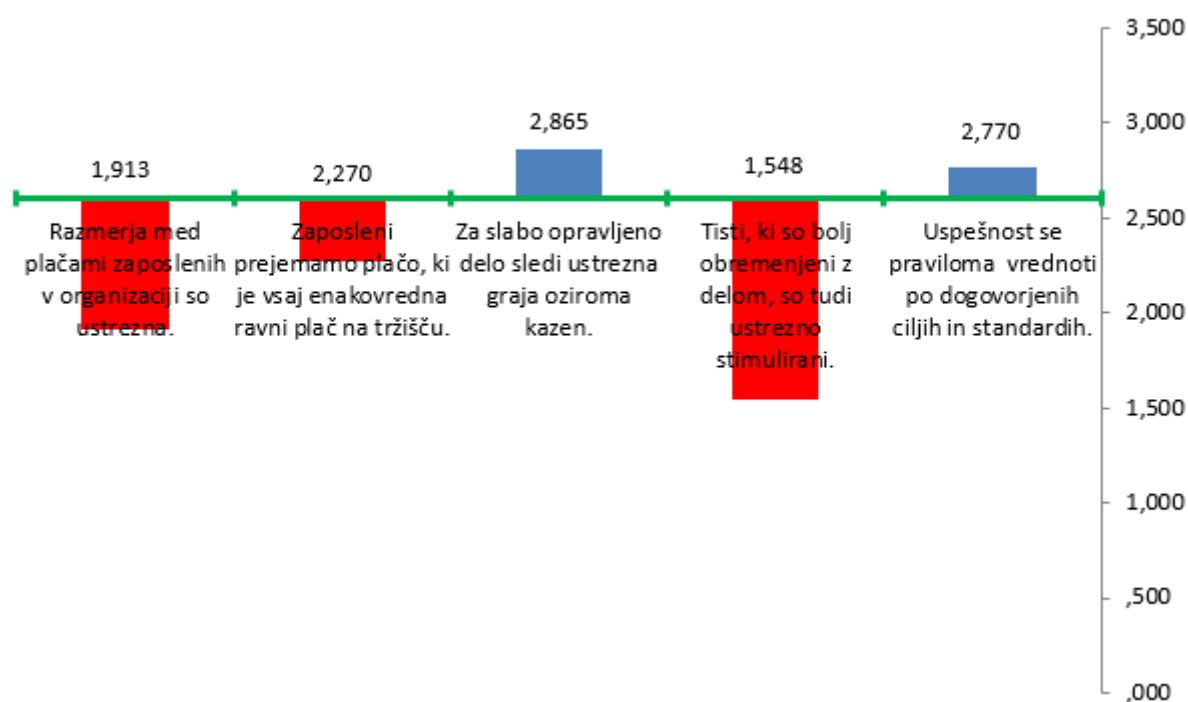 3,500
3,000
2,500
2,000
1,500
1,000
,500
,000
1,913
2,270
2,865
1,548
2,770
Razmerja med
plačami zaposlenih
v organizaciji so
ustrezna.
Zaposleni
prejemamo plačo, ki
je vsaj enakovredna
ravni plač na tržišču.
Za slabo opravljeno
delo sledi ustrezna
graja oziroma
kazen.
Tisti, ki so bolj
obremenjeni z
delom, so tudi
ustrezno
stimulirani.
Uspešnost se
praviloma vrednoti
po dogovorjenih
ciljih in standardih.